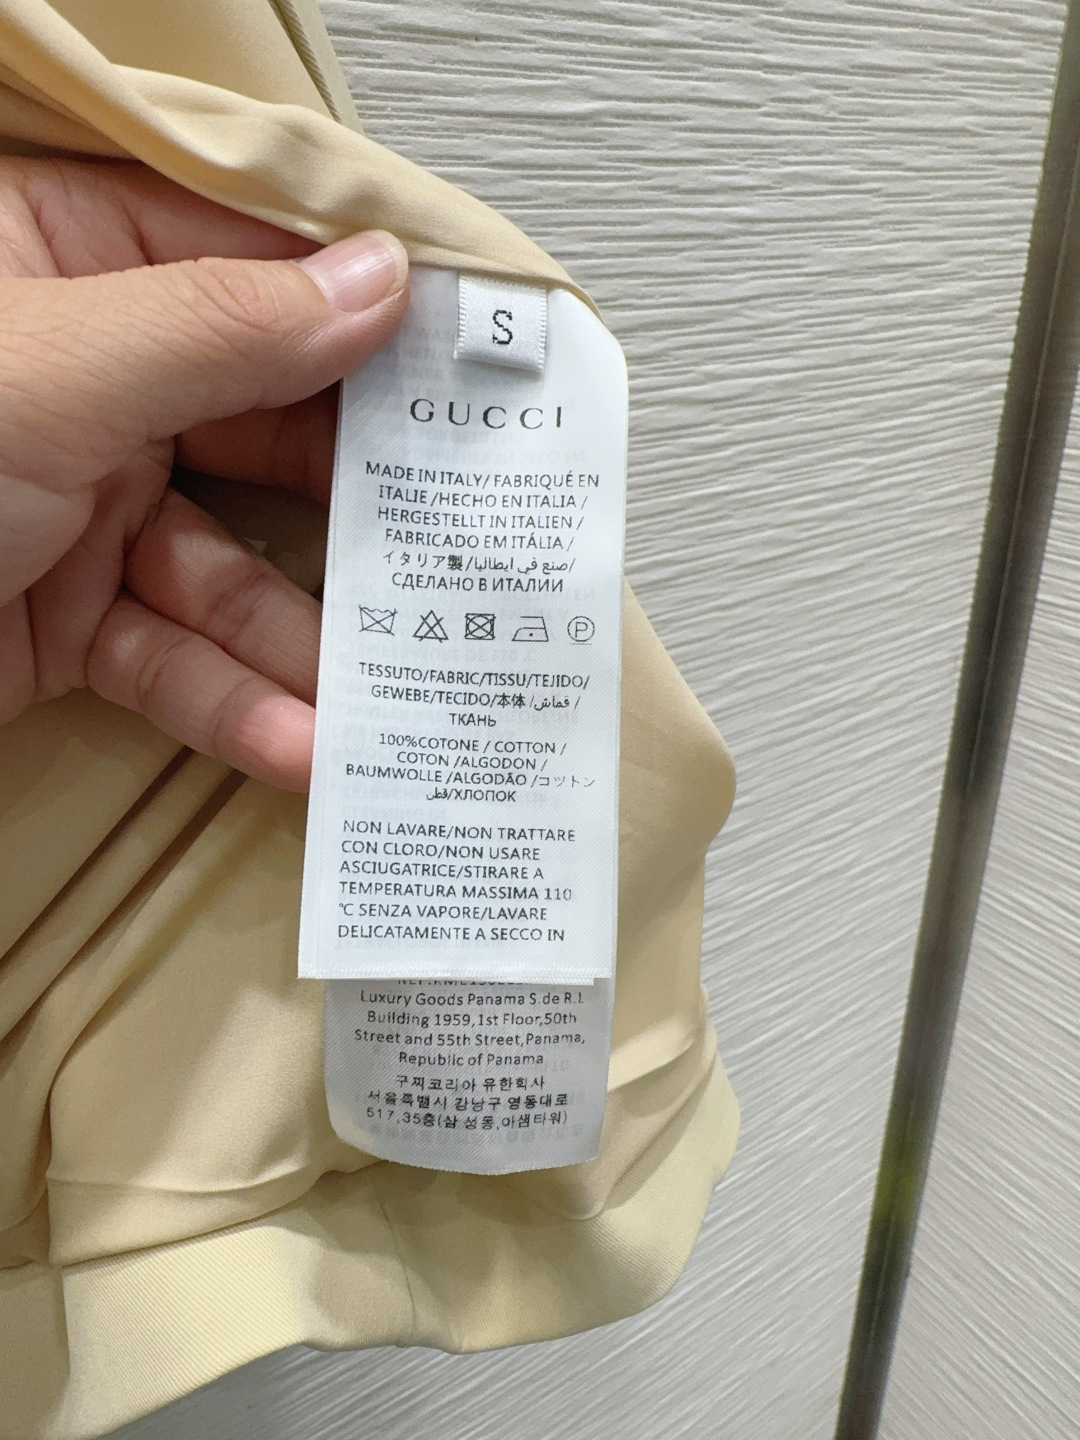 S
GUCCI
MADE IN ITALY/ FABRIQUÉ EN
ITALIE /HECHO EN ITALIA /
HERGESTELLT IN ITALIEN /
FABRICADO EM ITÁLIA /
イタリア製/صنع في ايطاليا/
СДЕЛАНО В ИТАЛИИ
P
TESSUTO/FABRIC/TISSU/TEJIDO/
GEWEBE/TECIDO/本体 /قماش /
ТКАНЬ
100%COTONE / COTTON /
COTON /ALGODON /
BAUMWOLLE /ALGODÃO /コットン
قطن/ХЛОПОК
NON LAVARE/NON TRATTARE
CON CLORO/NON USARE
ASCIUGATRICE/STIRARE A
TEMPERATURA MASSIMA 110
℃ SENZA VAPORE/LAVARE
DELICATAMENTE A SECCO IN
Luxury Goods Panama S.de R.L
Building 1959,1st Floor,50th
Street and 55th Street,Panama,
Republic of Panama
구찌코리아 유한회사
서울특별시 강남구 영동대로
517,35층(삼 성동,아셈타워)